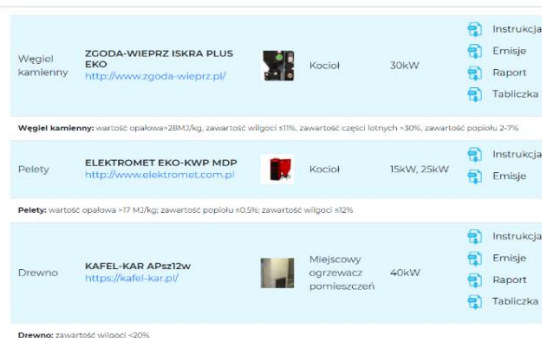 Węgiel kamienny
ZGODA-WIEPRZ ISKRA PLUS EKO
http://www.zgoda-wieprz.pl/
Kocioł
30kW
Instrukcja
Emisje
Raport
Tabliczka
Węgiel kamienny: wartość opałowa>28MJ/kg, zawartość wilgoci ≤11%, zawartość części lotnych >30%, zawartość popiołu 2-7%
Pelety
ELEKTROMET EKO-KWP MDP
http://www.elektromet.com.pl
Kocioł
15kW, 25kW
Instrukcja
Emisje
Pelety: wartość opałowa >17 MJ/kg; zawartość popiołu ≤0.5%; zawartość wilgoci ≤12%
Drewno
KAFEL-KAR APsz12w
https://kafel-kar.pl/
Miejscowy ogrzewacz pomieszczeń
40kW
Instrukcja
Emisje
Raport
Tabliczka
Drewno: zawartość wilgoci <20%